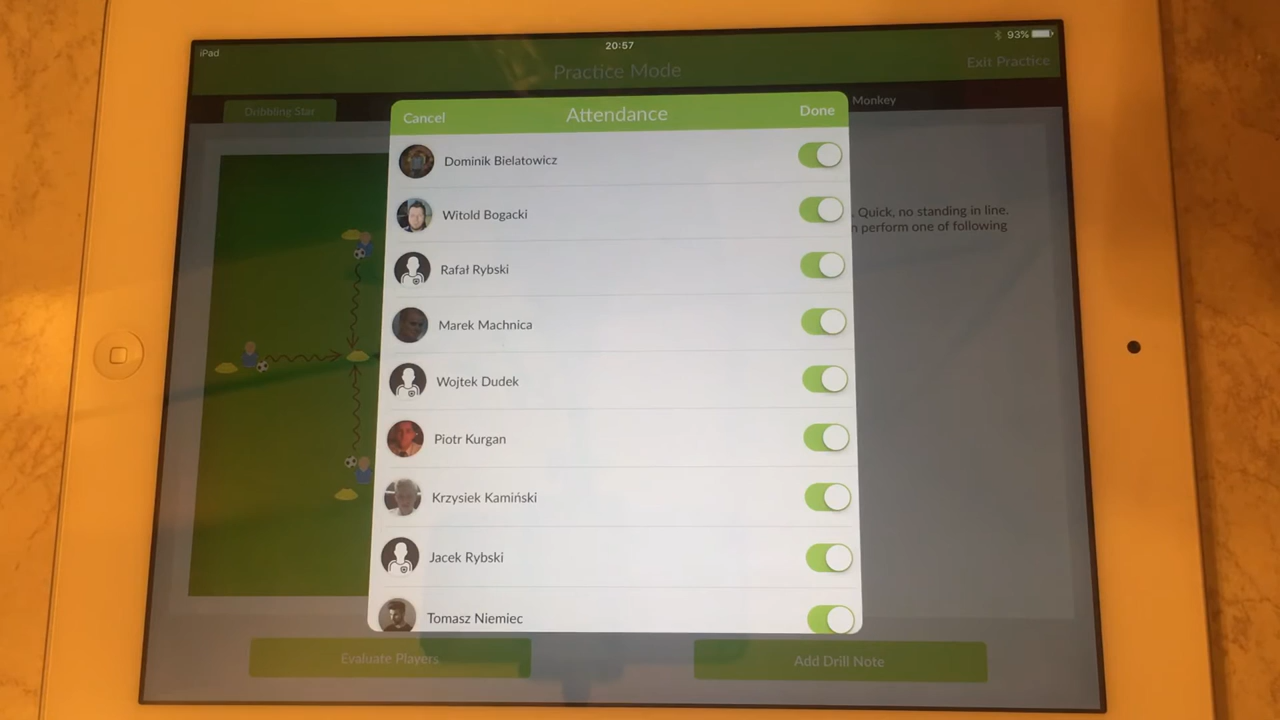 iPad
20:57
93%
Practice Mode
Exit Practice
Dribbling Star
Monkey
Cancel
Attendance
Done
Dominik Bielatowicz
Witold Bogacki
. Quick, no standing in line.
n perform one of following
Rafał Rybski
Marek Machnica
Wojtek Dudek
Piotr Kurgan
Krzysiek Kamiński
Jacek Rybski
Tomasz Niemiec
Evaluate Players
Add Drill Note